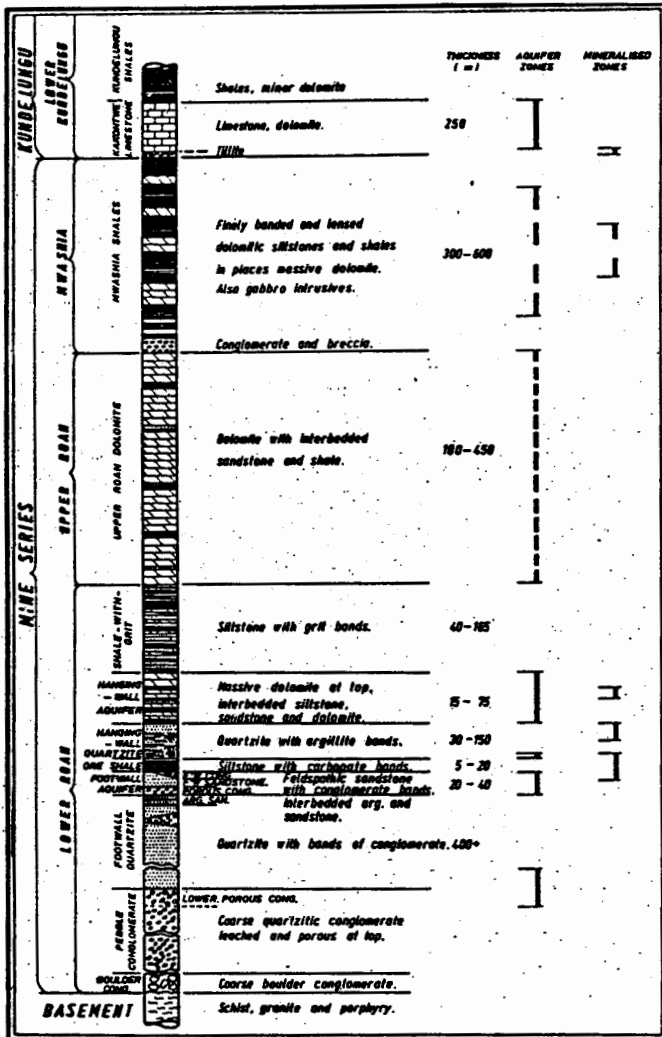 THICKNESS
( m )
AQUIFER
ZONES
MINERALISED
ZONES
KUNDELUNGU
LOWER
KUNDELUNGU
KUNDELUNGU
SHALES
Shales, minor dolomite
KAKONTWE
LIMESTONE
Limestone, dolomite.
250
Tillite
MINE SERIES
MWASHIA
MWASHIA SHALES
Finely banded and lensed
dolomitic siltstones and shales
in places massive dolomite.
Also gabbro intrusives.
300-600
Conglomerate and breccia.
UPPER ROAN
UPPER ROAN DOLOMITE
Dolomite with interbedded
sandstone and shale.
180-450
LOWER ROAN
SHALE-WITH-
GRIT
Siltstone with grit bands.
40-165
HANGING
-WALL
AQUIFER
Massive dolomite at top,
interbedded siltstone,
sandstone and dolomite.
15 - 75
HANGING
-WALL
QUARTZITE
Quartzite with argillite bands.
30-150
ORE SHALE
Siltstone with carbonate bands.
5 - 20
FOOTWALL
AQUIFER
SANDSTONE.
POROUS CONG.
ARG. SAN.
Feldspathic sandstone
with conglomerate bands.
20 - 40
Interbedded arg. and
sandstone.
FOOTWALL
QUARTZITE
Quartzite with bands of conglomerate.
400+
LOWER POROUS CONG.
PEBBLE
CONGLOMERATE
Coarse quartzitic conglomerate
leached and porous at top.
BOULDER
CONG.
Coarse boulder conglomerate.
BASEMENT
Schist, granite and porphyry.